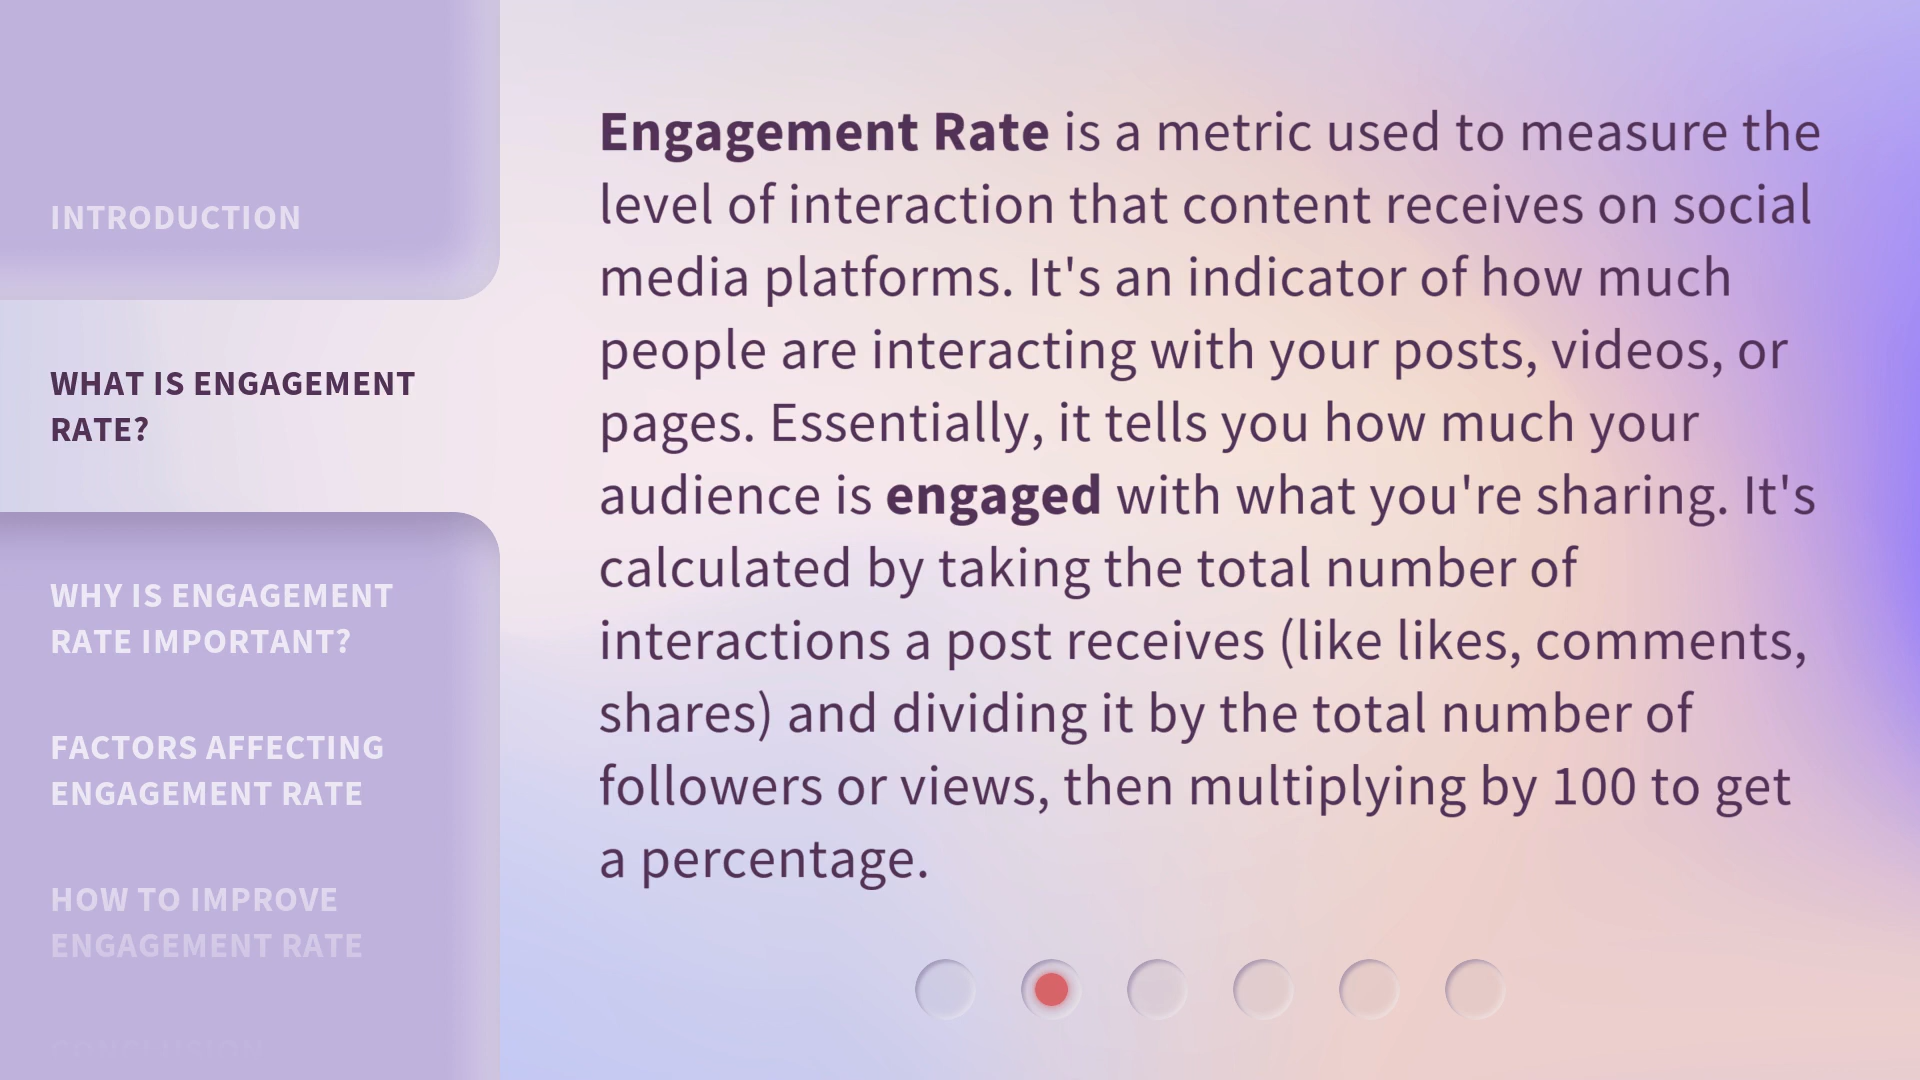 INTRODUCTION
WHAT IS ENGAGEMENT
RATE?
WHY IS ENGAGEMENT
RATE IMPORTANT?
FACTORS AFFECTING
ENGAGEMENT RATE
HOW TO IMPROVE
ENGAGEMENT RATE
CONCLUSION
Engagement Rate is a metric used to measure the
level of interaction that content receives on social
media platforms. It's an indicator of how much
people are interacting with your posts, videos, or
pages. Essentially, it tells you how much your
audience is engaged with what you're sharing. It's
calculated by taking the total number of
interactions a post receives (like likes, comments,
shares) and dividing it by the total number of
followers or views, then multiplying by 100 to get
a percentage.